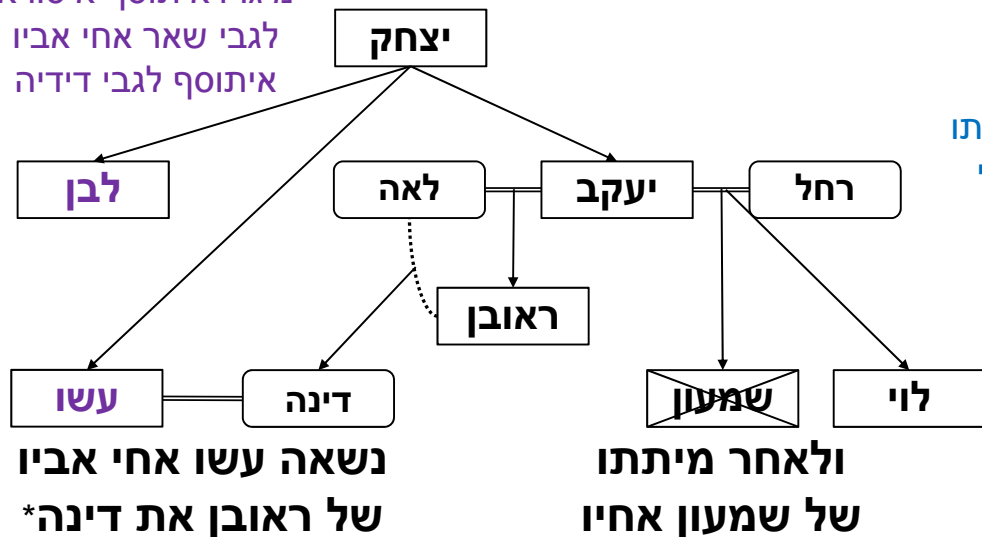 לגבי שאר אחי אביו
איתוסף לגבי דידיה
יצחק
תו
לבן
לאה
יעקב
רחל
ראובן
עשו
דינה
שמעון
לוי
נשאה עשו אחי אביו
של ראובן את דינה*
ולאחר מיתתו
של שמעון אחיו